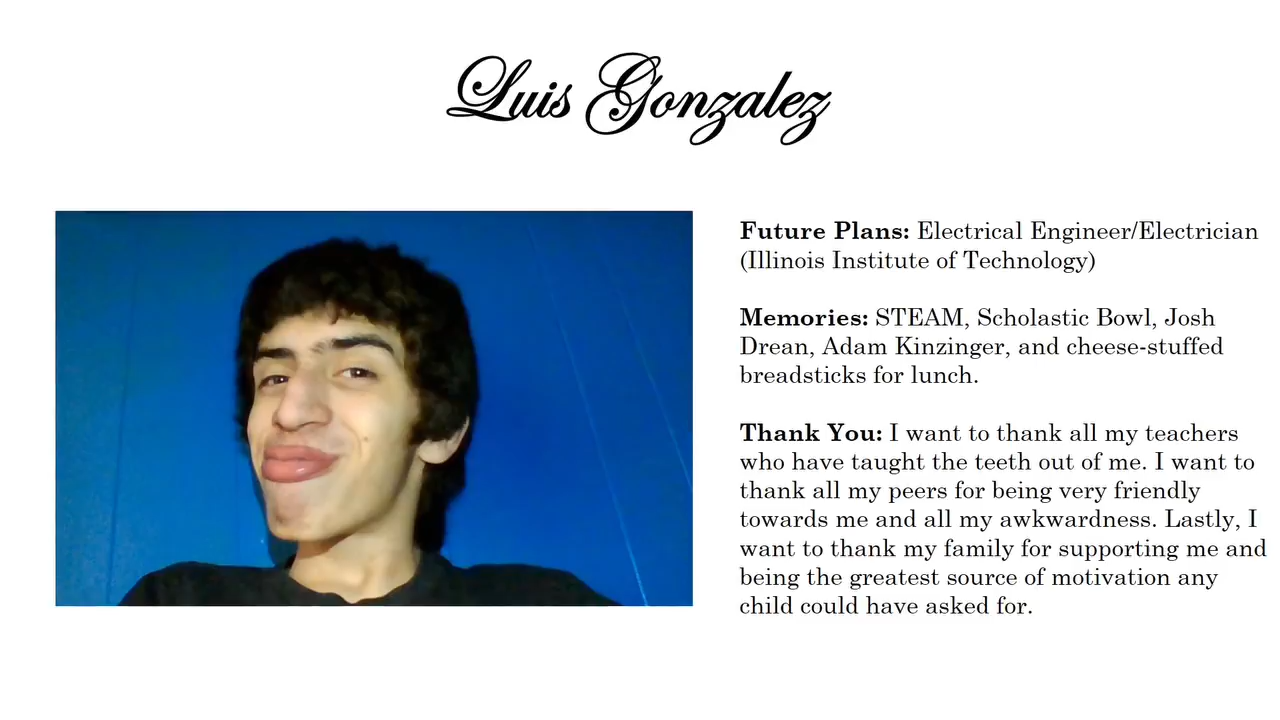 Luis Gonzalez
Future Plans: Electrical Engineer/Electrician
(Illinois Institute of Technology)
Memories: STEAM, Scholastic Bowl, Josh
Drean, Adam Kinzinger, and cheese-stuffed
breadsticks for lunch.
Thank You: I want to thank all my teachers
who have taught the teeth out of me. I want to
thank all my peers for being very friendly
towards me and all my awkwardness. Lastly, I
want to thank my family for supporting me and
being the greatest source of motivation any
child could have asked for.